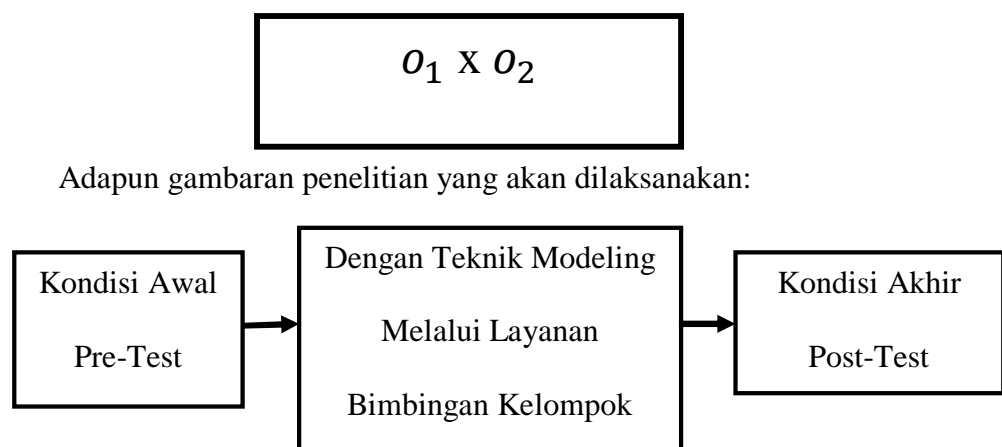 𝑜₁ x 𝑜₂
Adapun gambaran penelitian yang akan dilaksanakan:
Kondisi Awal
Pre-Test
Dengan Teknik Modeling
Melalui Layanan
Bimbingan Kelompok
Kondisi Akhir
Post-Test